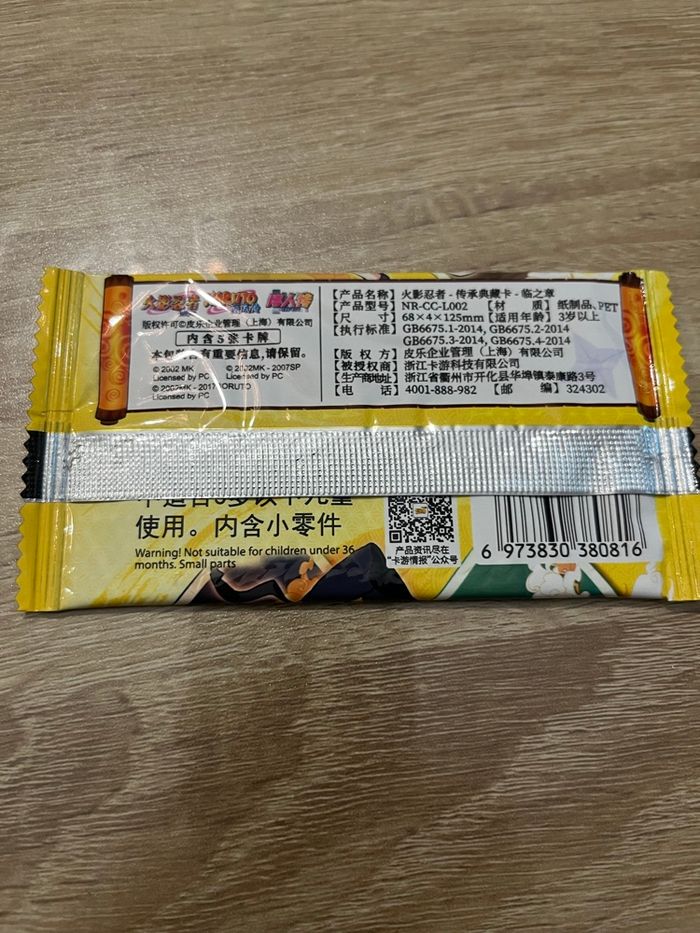 火影忍者 NARUTO
版权许可©皮乐企业管理（上海）有限公司
内含5张卡牌
有重要信息,请保留。
© 2002 MK
Licensed by PC
© 2002MK - 2007SP
Licensed by PC
© 2002MK - 2017
Licensed by PC
【产品名称】火影忍者 - 传承典藏卡 - 临之章
【产品型号】NR-CC-L002 【材 质】纸制品、PET
【尺 寸】68×4×125mm【适用年龄】3岁以上
【执行标准】GB6675.1-2014, GB6675.2-2014
GB6675.3-2014, GB6675.4-2014
【版 权 方】皮乐企业管理（上海）有限公司
【被授权商】浙江卡游科技有限公司
【生产商地址】浙江省衢州市开化县华埠镇泰康路3号
【电 话】4001-888-982 【邮 编】324302
使用。内含小零件
Warning! Not suitable for children under 36
months. Small parts
产品资讯尽在
“卡游情报”公众号
6 973830 380816